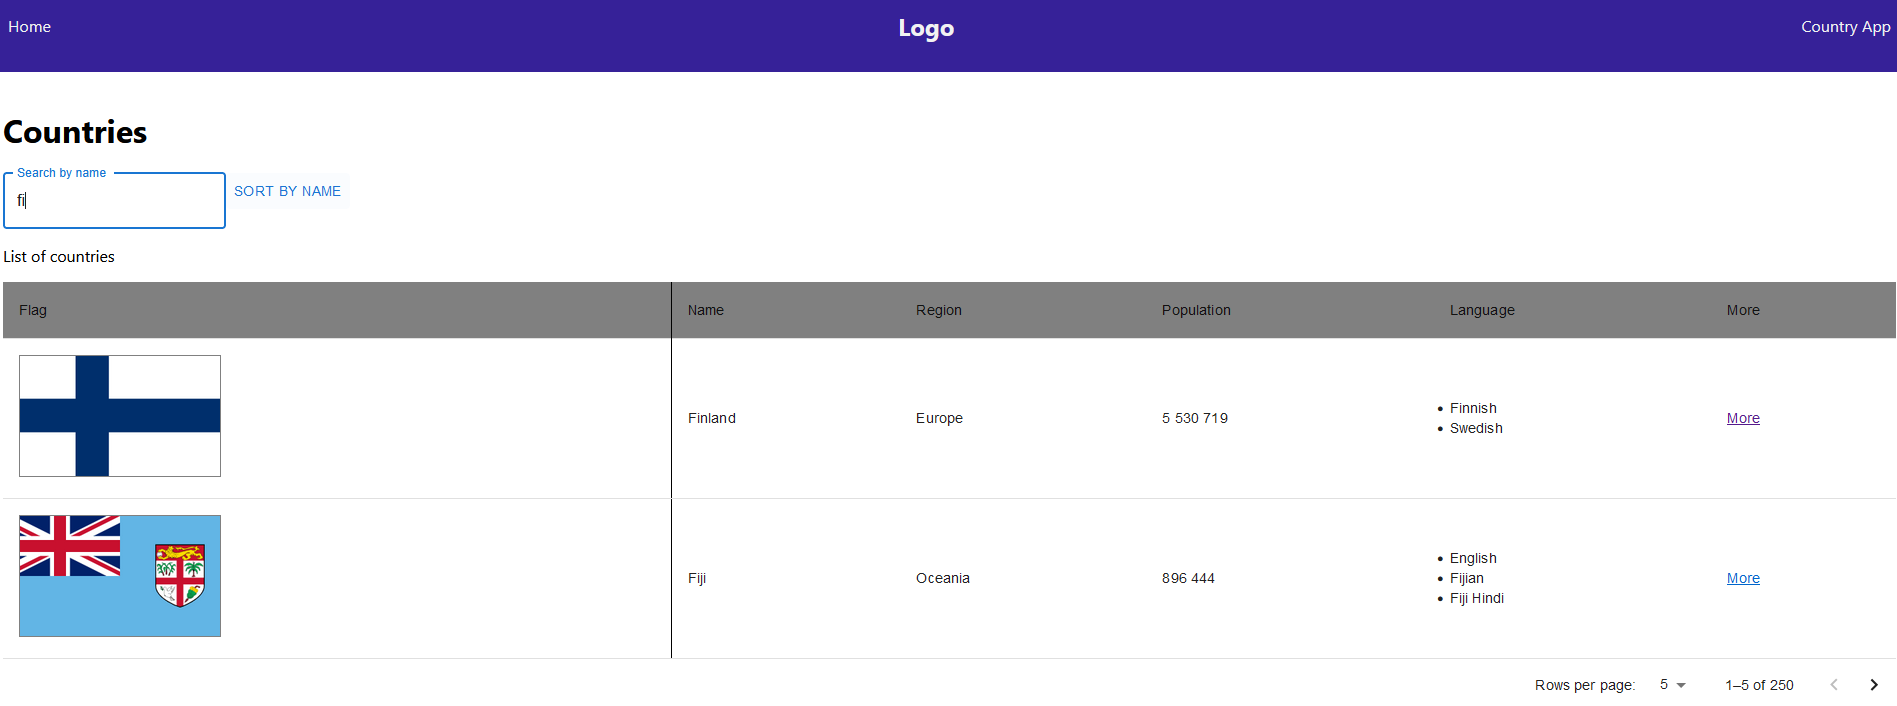 Home Logo Country App
Countries
Search by name
fi
SORT BY NAME
List of countries
Flag Name Region Population Language More
Finland Europe 5 530 719 Finnish More
Swedish
Fiji Oceania 896 444 English More
Fijian
Fiji Hindi
Rows per page: 5 1–5 of 250